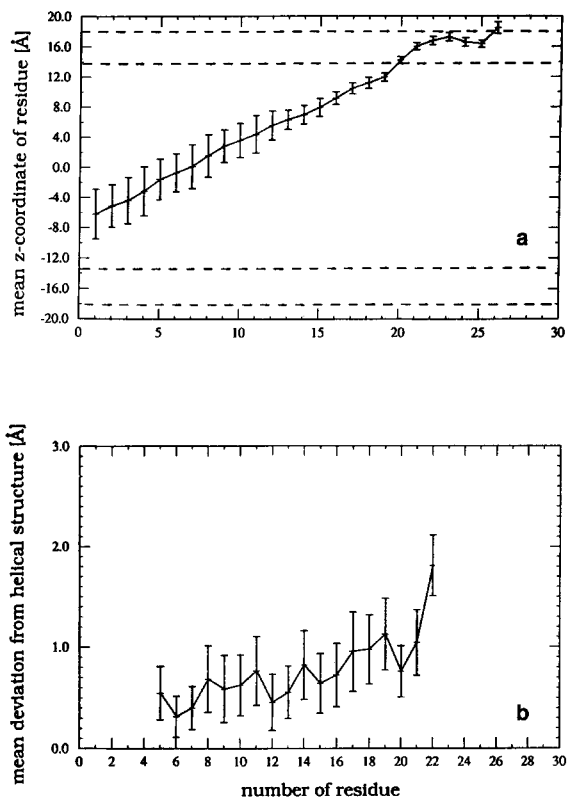 mean z-coordinate of residue [Å]
20.0
16.0
12.0
8.0
4.0
0.0
-4.0
-8.0
-12.0
-16.0
-20.0
a
0 5 10 15 20 25 30
mean deviation from helical structure [Å]
3.0
2.0
1.0
0.0
b
0 2 4 6 8 10 12 14 16 18 20 22 24 26 28 30
number of residue